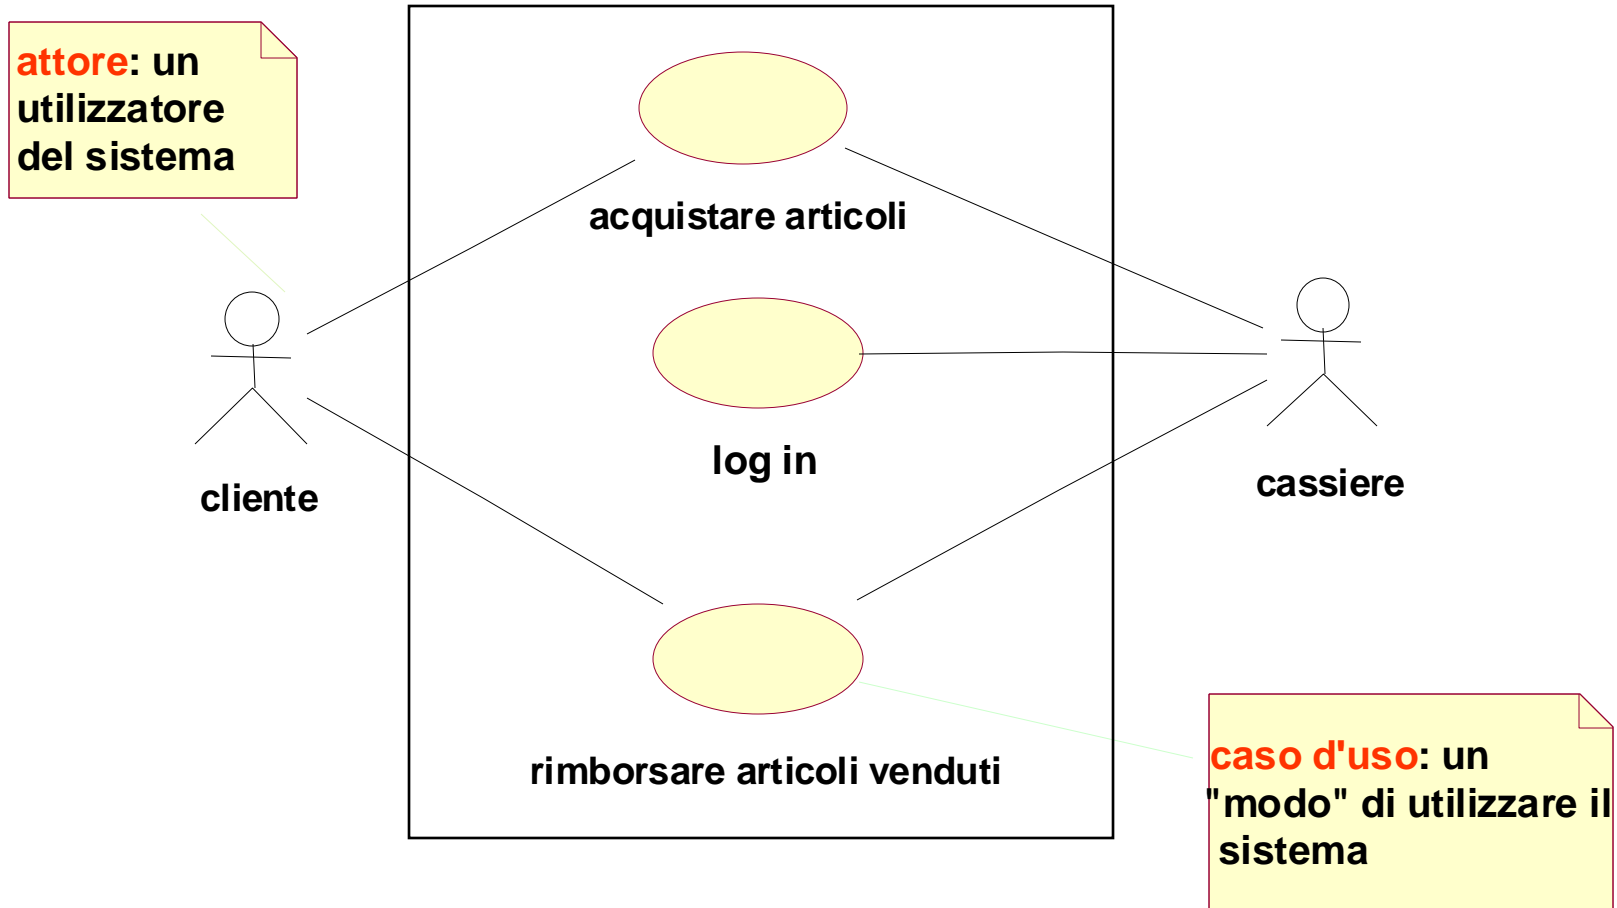 attore: un
utilizzatore
del sistema
acquistare articoli
log in
cliente
cassiere
rimborsare articoli venduti
caso d'uso: un
"modo" di utilizzare il
sistema